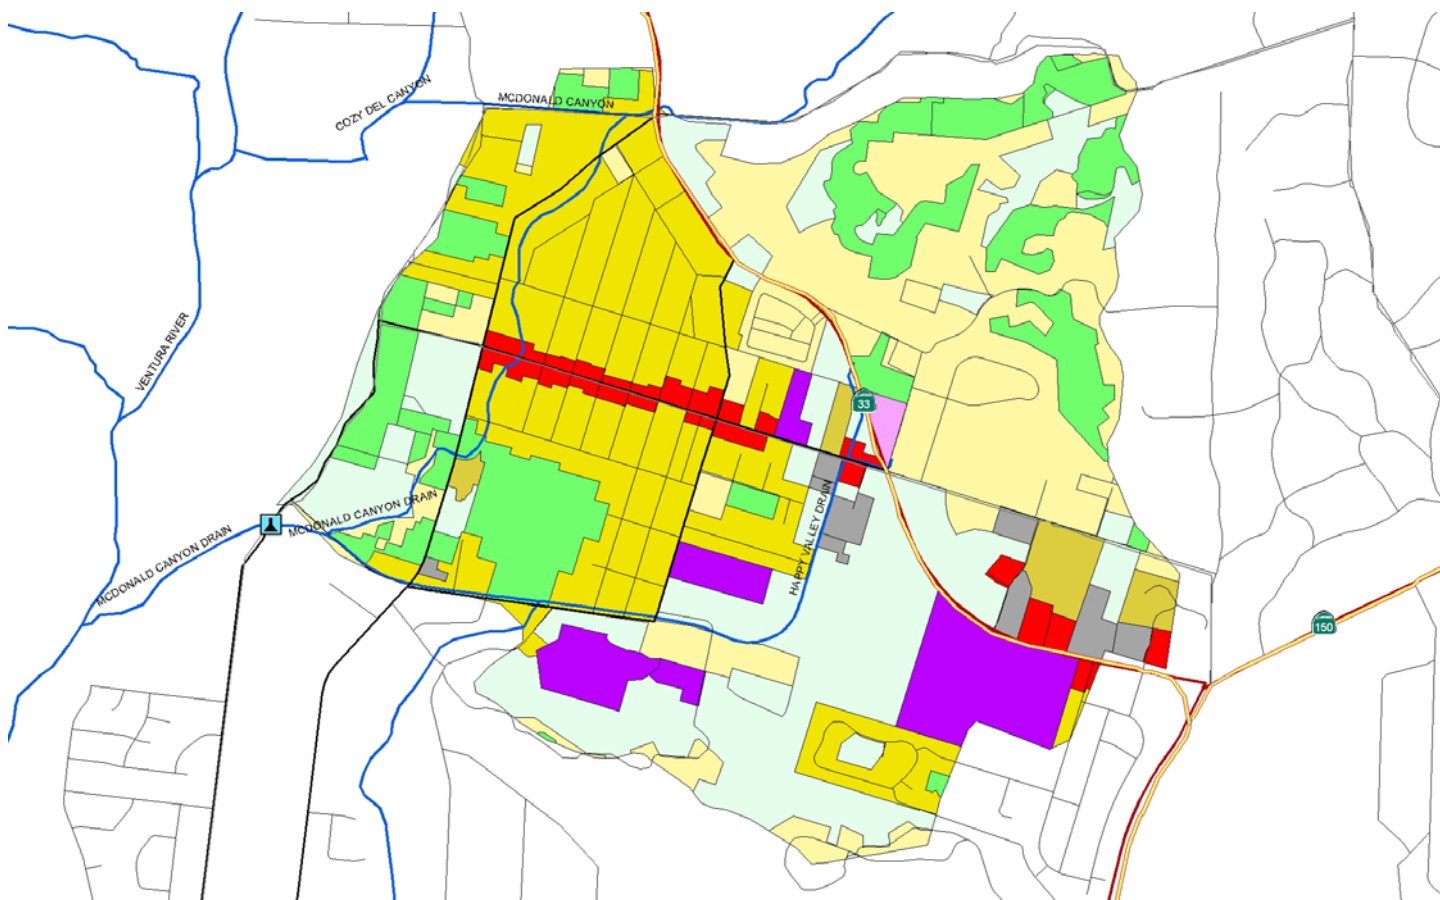 COZY DEL CANYON
MCDONALD CANYON
VENTURA RIVER
33
MCDONALD CANYON DRAIN
MCDONALD CANYON DRAIN
HAPPY VALLEY DRAIN
150